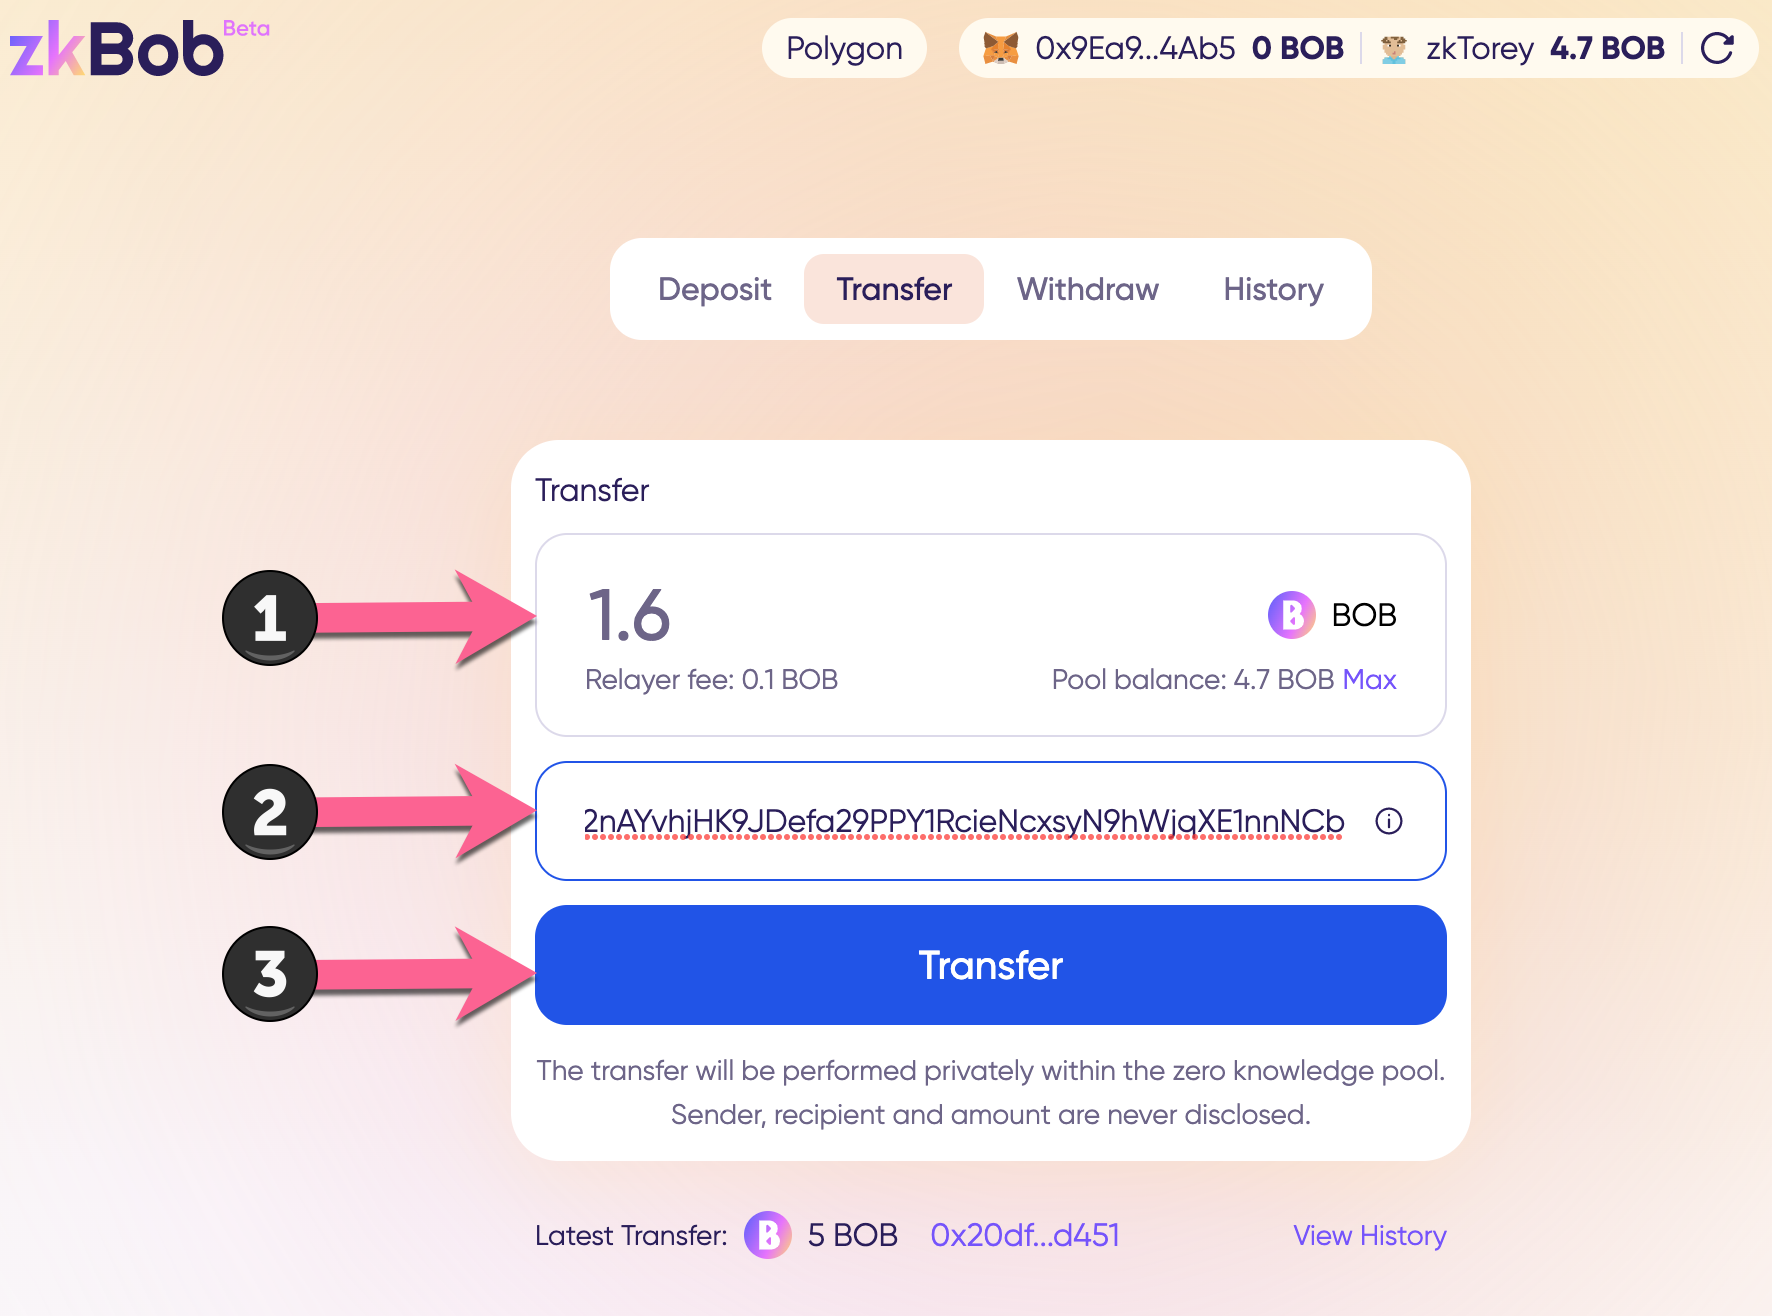 zkBob Beta
Polygon
0x9Ea9...4Ab5 0 BOB zkTorey 4.7 BOB
Deposit Transfer Withdraw History
Transfer
1
1.6 BOB
Relayer fee: 0.1 BOB Pool balance: 4.7 BOB Max
2
2nAYvhjHK9JDefa29PPY1RcieNcxsyN9hWjqXE1nnNCb
3
Transfer
The transfer will be performed privately within the zero knowledge pool.
Sender, recipient and amount are never disclosed.
Latest Transfer: 5 BOB 0x20df...d451 View History